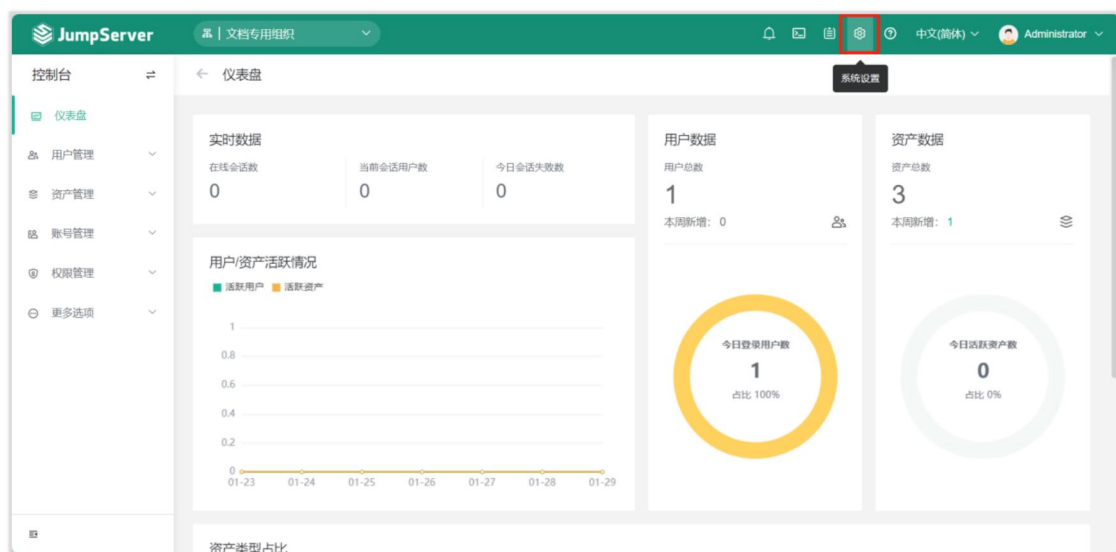 JumpServer
文档专用组织
中文(简体)
Administrator
控制台
仪表盘
系统设置
仪表盘
用户管理
资产管理
账号管理
权限管理
更多选项
实时数据
在线会话数
当前会话用户数
今日会话失败数
0
0
0
用户数据
用户总数
1
本周新增: 0
资产数据
资产总数
3
本周新增: 1
用户/资产活跃情况
活跃用户 活跃资产
1
0.8
0.6
0.4
0.2
0
01-23 01-24 01-25 01-26 01-27 01-28 01-29
今日登录用户数
1
占比 100%
今日活跃资产数
0
占比 0%
资产类型占比